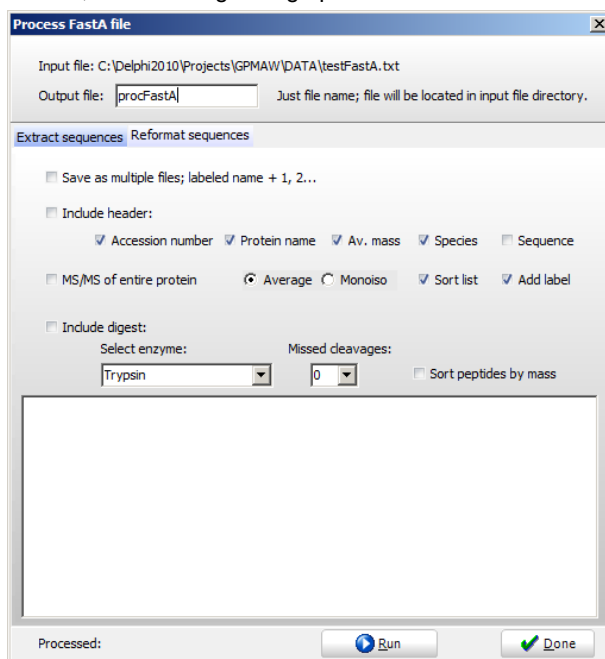 Process FastA file
Input file: C:\Delphi2010\Projects\GPMAW\DATA\testFastA.txt
Output file: procFastA Just file name; file will be located in input file directory.
Extract sequences Reformat sequences
Save as multiple files; labeled name + 1, 2...
Include header:
Accession number Protein name Av. mass Species Sequence
MS/MS of entire protein Average Monoiso Sort list Add label
Include digest:
Select enzyme: Missed cleavages:
Trypsin 0 Sort peptides by mass
Processed: Run Done